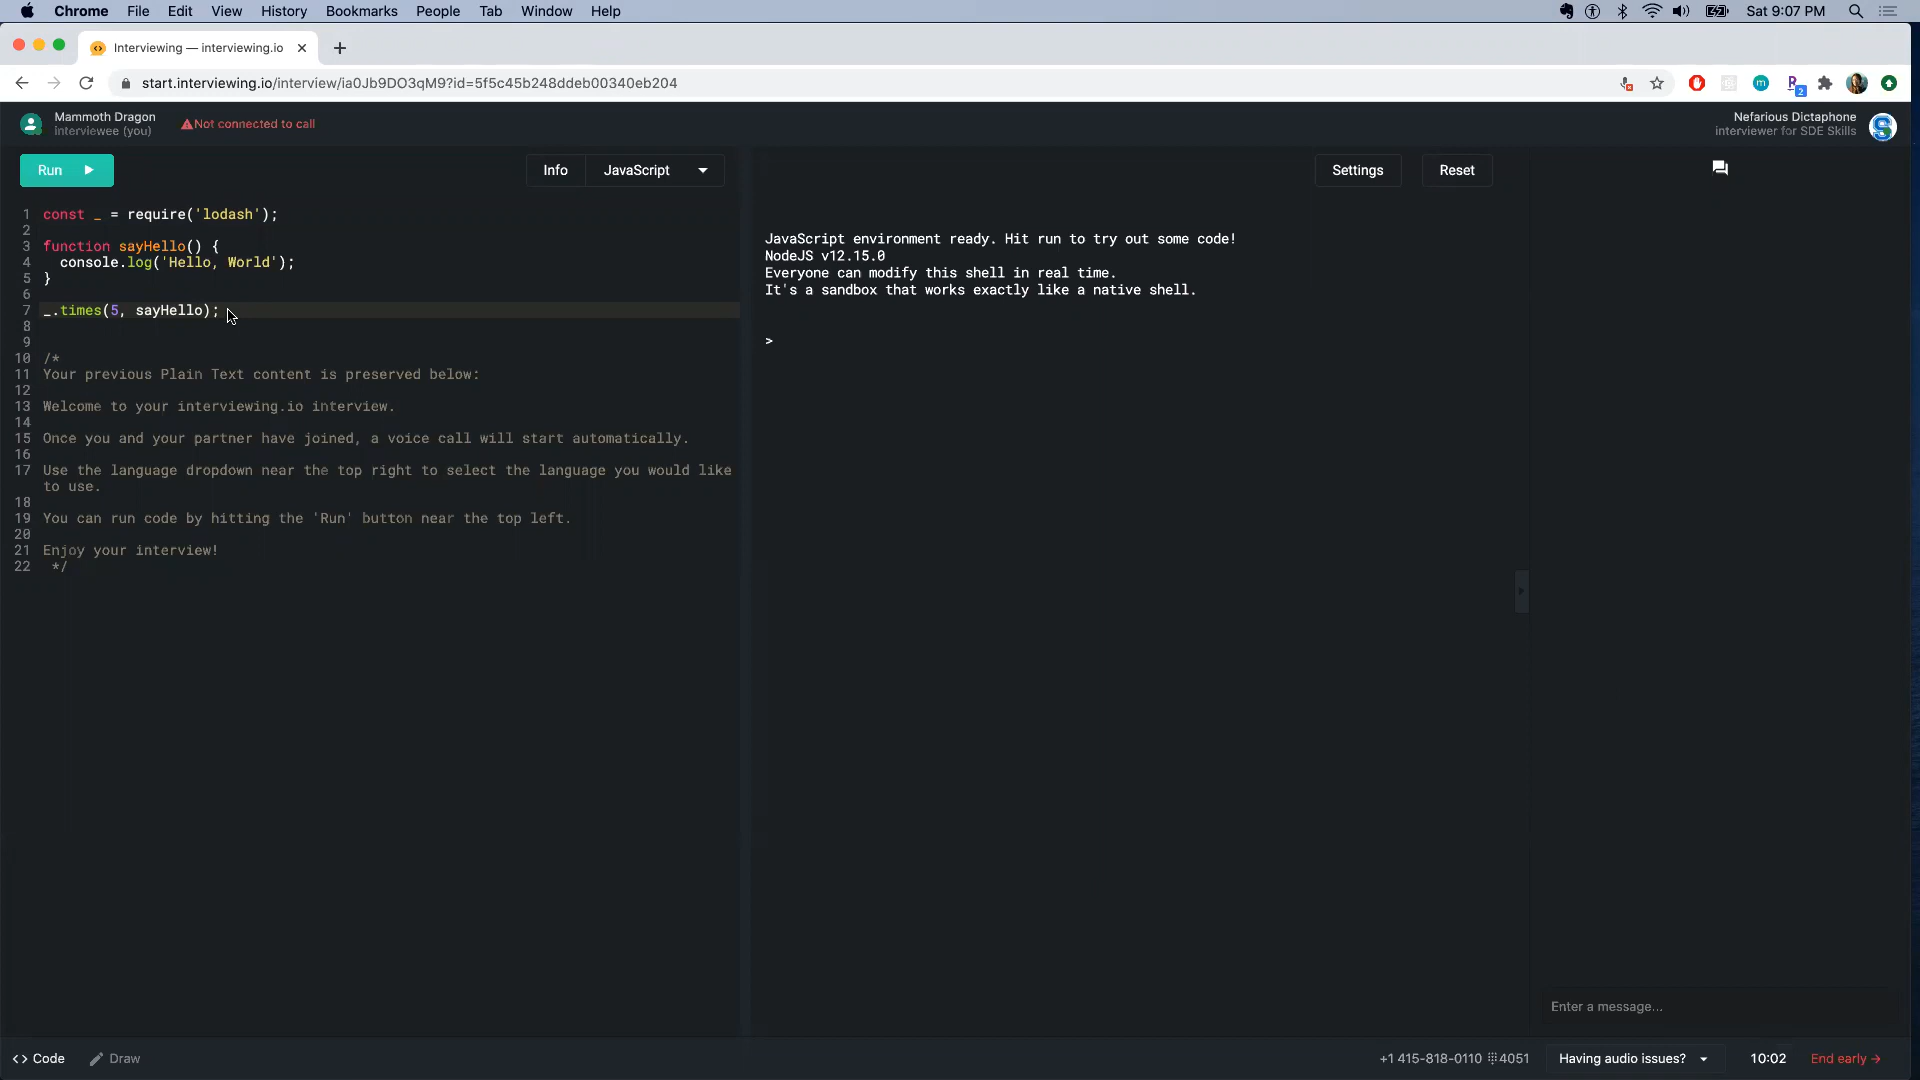 Chrome File Edit View History Bookmarks People Tab Window Help Sat 9:07 PM
Interviewing — interviewing.io
start.interviewing.io/interview/ia0Jb9DO3qM9?id=5f5c45b248ddeb00340eb204
Mammoth Dragon
interviewee (you)
Not connected to call
Nefarious Dictaphone
interviewer for SDE Skills
Run Info JavaScript Settings Reset
1 const _ = require('lodash');
2
3 function sayHello() {
4 console.log('Hello, World');
5 }
6
7 _.times(5, sayHello);
8
9
10 /*
11 Your previous Plain Text content is preserved below:
12
13 Welcome to your interviewing.io interview.
14
15 Once you and your partner have joined, a voice call will start automatically.
16
17 Use the language dropdown near the top right to select the language you would like
to use.
18
19 You can run code by hitting the 'Run' button near the top left.
20
21 Enjoy your interview!
22 */
JavaScript environment ready. Hit run to try out some code!
NodeJS v12.15.0
Everyone can modify this shell in real time.
It's a sandbox that works exactly like a native shell.
>
Enter a message...
<> Code Draw +1 415-818-0110 4051 Having audio issues? 10:02 End early →